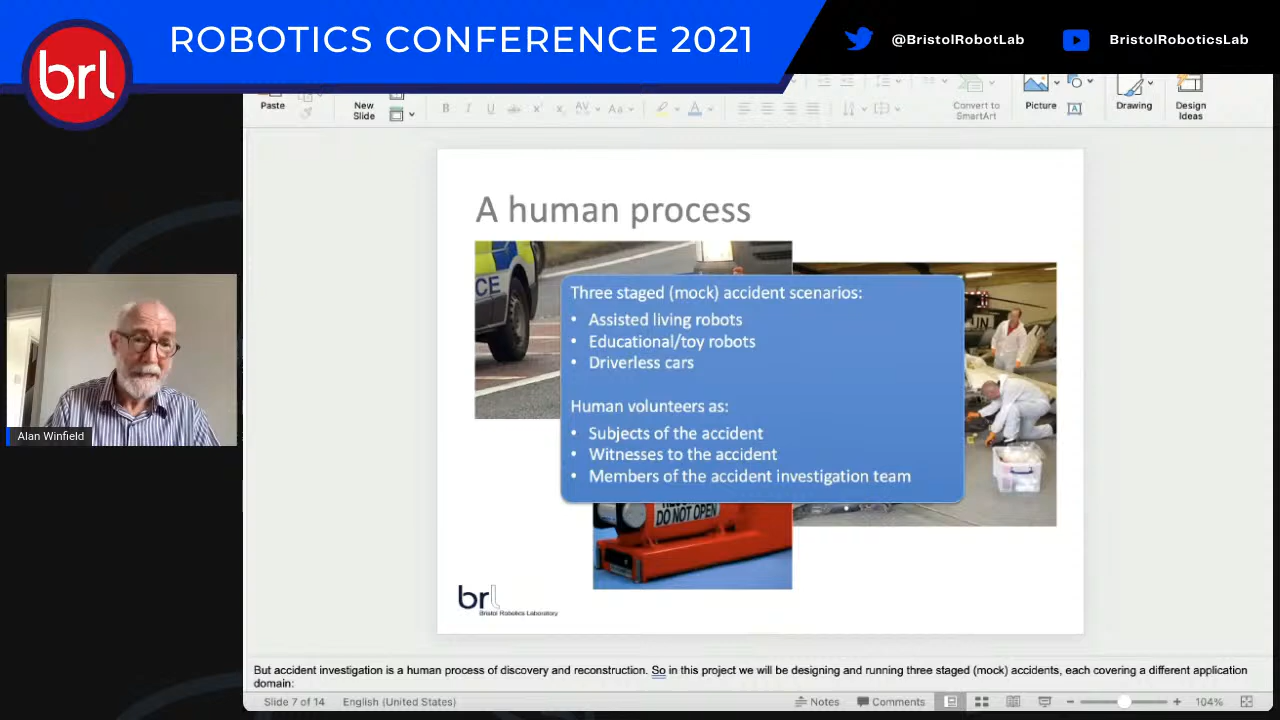 ROBOTICS CONFERENCE 2021
@BristolRobotLab
BristolRoboticsLab
brl
Paste
New
Slide
B I U ab x x AV Aa A
Convert to
SmartArt
Picture
A
Drawing
Design
Ideas
A human process
CE
Three staged (mock) accident scenarios:
• Assisted living robots
• Educational/toy robots
• Driverless cars
Human volunteers as:
• Subjects of the accident
• Witnesses to the accident
• Members of the accident investigation team
UN
DO NOT OPEN
Alan Winfield
brl
Bristol Robotics Laboratory
But accident investigation is a human process of discovery and reconstruction. So in this project we will be designing and running three staged (mock) accidents, each covering a different application
domain:
Slide 7 of 14
English (United States)
Notes
Comments
104%